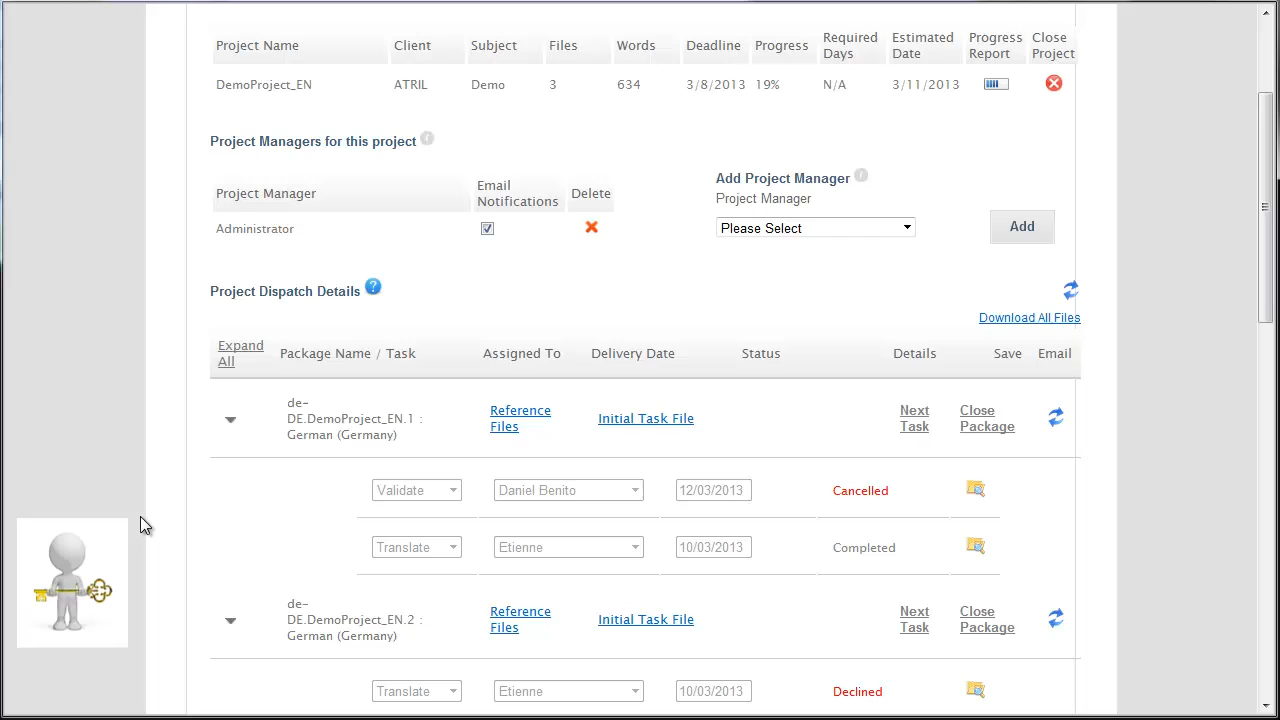 Project Name Client Subject Files Words Deadline Progress Required Days Estimated Date Progress Report Close Project
DemoProject_EN ATRIL Demo 3 634 3/8/2013 19% N/A 3/11/2013
Project Managers for this project
Add Project Manager
Project Manager Email Notifications Delete
Project Manager
Administrator
Please Select Add
Project Dispatch Details ?
Download All Files
Expand All Package Name / Task Assigned To Delivery Date Status Details Save Email
de-
DE.DemoProject_EN.1 :
German (Germany)
Reference
Files
Initial Task File
Next
Task
Close
Package
Validate Daniel Benito 12/03/2013 Cancelled
Translate Etienne 10/03/2013 Completed
de-
DE.DemoProject_EN.2 :
German (Germany)
Reference
Files
Initial Task File
Next
Task
Close
Package
Translate Etienne 10/03/2013 Declined